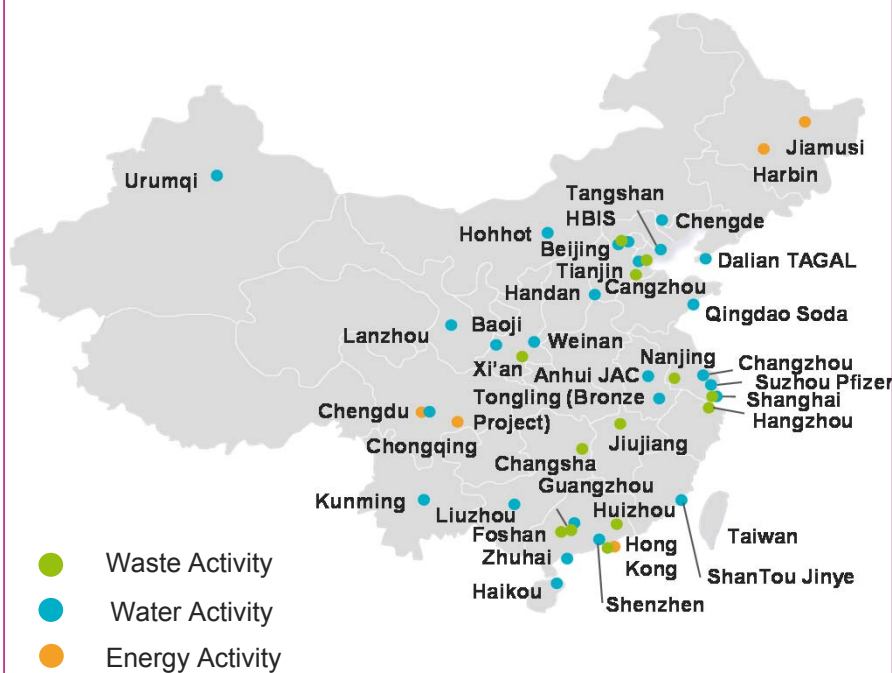 Jiamusi
Harbin
Urumqi
Tangshan
HBIS
Chengde
Hohhot
Beijing
Dalian TAGAL
Tianjin
Cangzhou
Handan
Qingdao Soda
Lanzhou
Baoji
Weinan
Xi'an
Nanjing
Changzhou
Anhui JAC
Suzhou Pfizer
Tongling (Bronze
Project)
Shanghai
Hangzhou
Chengdu
Chongqing
Jiujiang
Changsha
Guangzhou
Kunming
Liuzhou
Huizhou
Foshan
Taiwan
Hong
Kong
Zhuhai
ShanTou Jinye
Haikou
Shenzhen
Waste Activity
Water Activity
Energy Activity